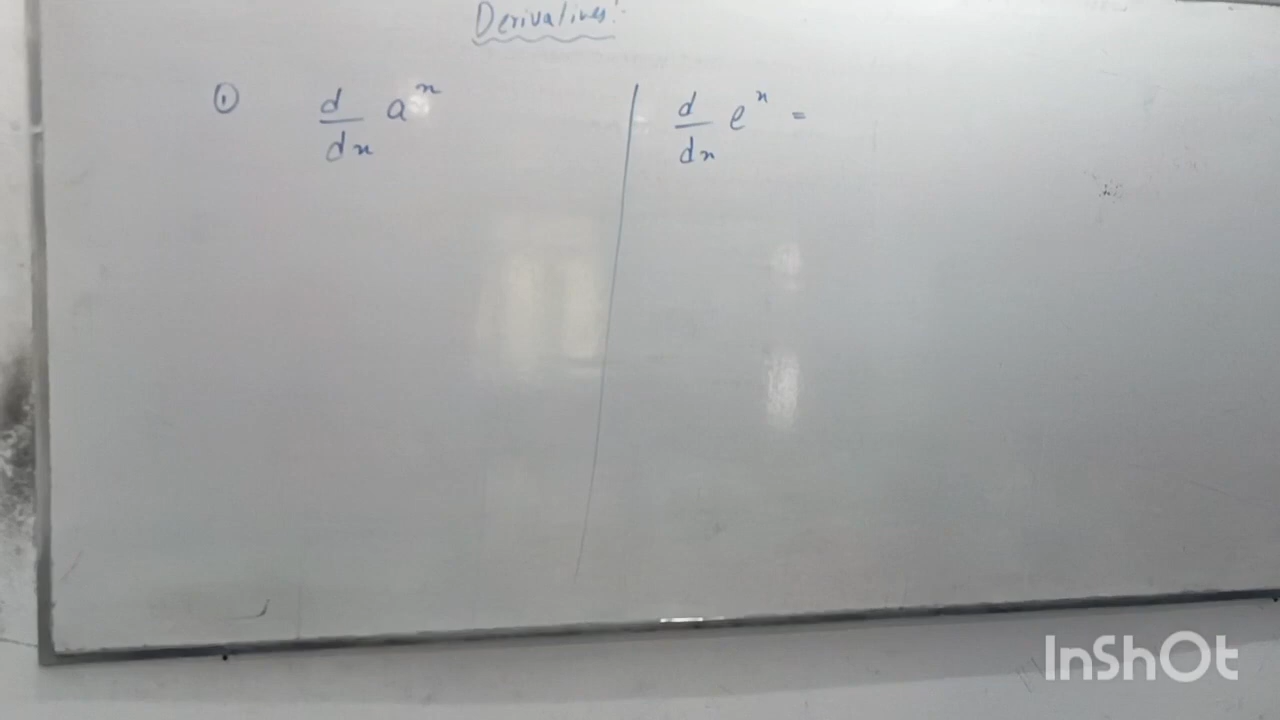 Derivatives:
① d/dx a^x | d/dx e^x =
InShOt